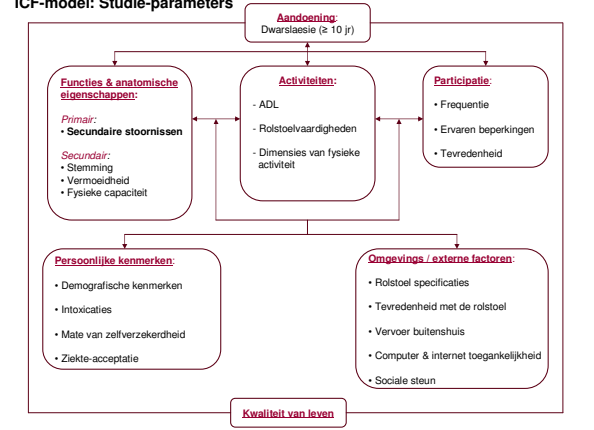 ICF-model: Studie-parameters
Aandoening:
Dwarslaesie (≥ 10 jr)
Functies & anatomische
eigenschappen:
Primair:
• Secundaire stoornissen
Secundair:
• Stemming
• Vermoeidheid
• Fysieke capaciteit
Activiteiten:
- ADL
- Rolstoelvaardigheden
- Dimensies van fysieke
activiteit
Participatie:
• Frequentie
• Ervaren beperkingen
• Tevredenheid
Persoonlijke kenmerken:
• Demografische kenmerken
• Intoxicaties
• Mate van zelfverzekerdheid
• Ziekte-acceptatie
Omgevings / externe factoren:
• Rolstoel specificaties
• Tevredenheid met de rolstoel
• Vervoer buitenshuis
• Computer & internet toegankelijkheid
• Sociale steun
Kwaliteit van leven